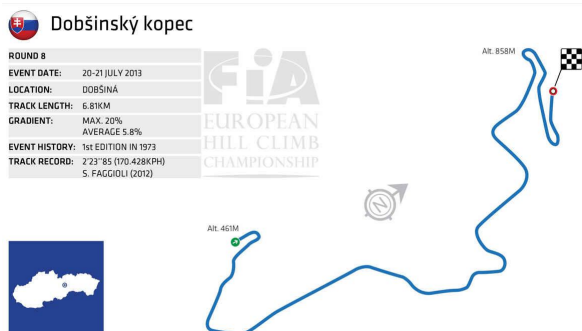 Dobšinský kopec
ROUND 8
EVENT DATE: 20-21 JULY 2013
LOCATION: DOBŠINÁ
TRACK LENGTH: 6.81KM
GRADIENT: MAX. 20%
AVERAGE 5.8%
EVENT HISTORY: 1st EDITION IN 1973
TRACK RECORD: 2'23''85 (170.428KPH)
S. FAGGIOLI (2012)
FiA
EUROPEAN
HILL CLIMB
CHAMPIONSHIP
Alt. 858M
N
Alt. 461M